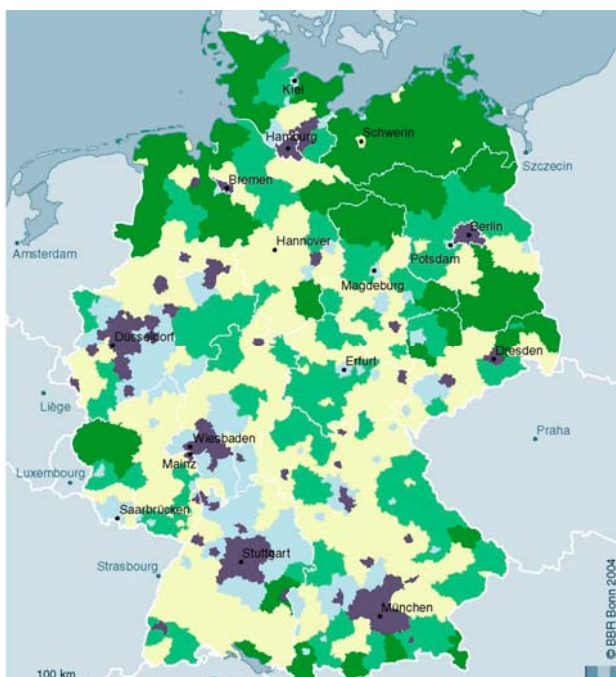 Kiel
Hamburg
Schwerin
Szczecin
Bremen
Amsterdam
Hannover
Berlin
Potsdam
Magdeburg
Düsseldorf
Erfurt
Dresden
Liège
Wiesbaden
Praha
Mainz
Luxembourg
Saarbrücken
Stuttgart
Strasbourg
München
© BBR Bonn 2004
100 km